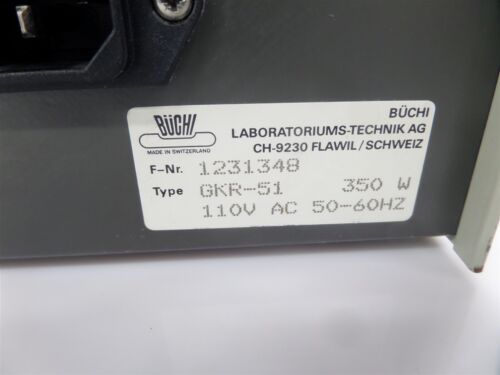 BÜCHI
BÜCHI
LABORATORIUMS-TECHNIK AG
MADE IN SWITZERLAND
CH-9230 FLAWIL/SCHWEIZ
F-Nr. 1231348
Type GKR-51 350 W
110V AC 50-60HZ